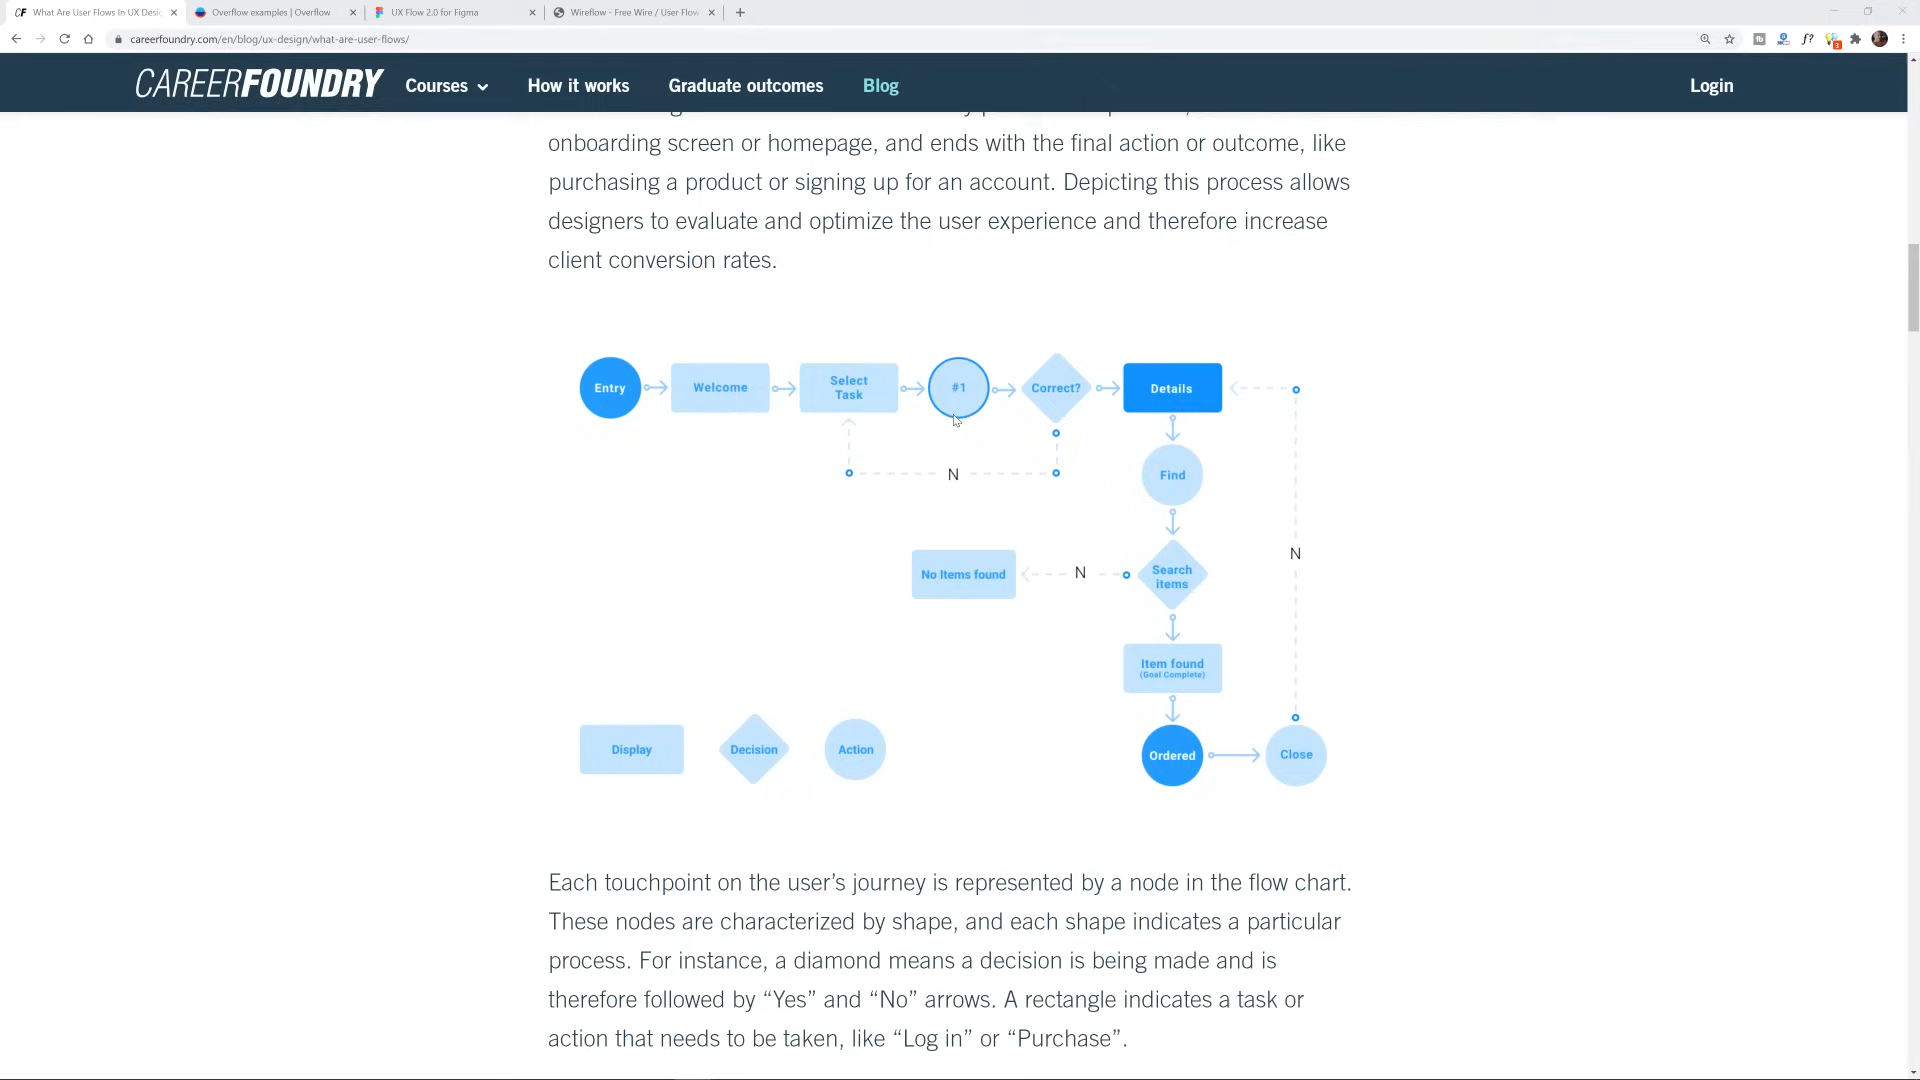 What Are User Flows In UX Desi
Overflow examples | Overflow
UX Flow 2.0 for Figma
Wireflow - Free Wire / User Flow
careerfoundry.com/en/blog/ux-design/what-are-user-flows/
f?
3
CAREERFOUNDRY
Courses
How it works
Graduate outcomes
Blog
Login
onboarding screen or homepage, and ends with the final action or outcome, like
purchasing a product or signing up for an account. Depicting this process allows
designers to evaluate and optimize the user experience and therefore increase
client conversion rates.
Entry
Welcome
Select
Task
#1
Correct?
Details
N
Find
N
No Items found
N
Search
items
Item found
(Goal Complete)
Display
Decision
Action
Ordered
Close
Each touchpoint on the user’s journey is represented by a node in the flow chart.
These nodes are characterized by shape, and each shape indicates a particular
process. For instance, a diamond means a decision is being made and is
therefore followed by “Yes” and “No” arrows. A rectangle indicates a task or
action that needs to be taken, like “Log in” or “Purchase”.